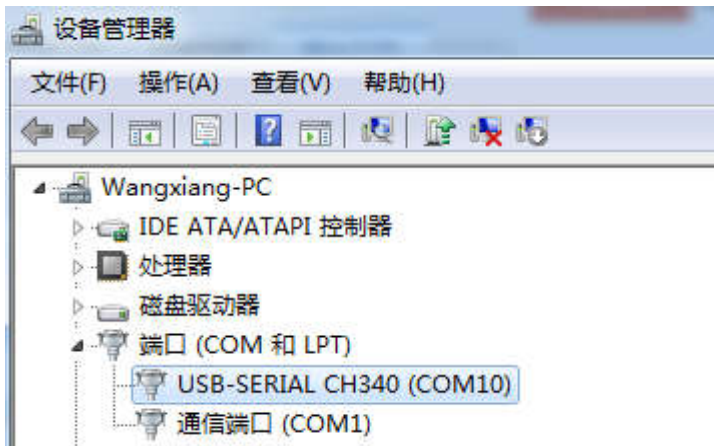 设备管理器
文件(F) 操作(A) 查看(V) 帮助(H)
Wangxiang-PC
IDE ATA/ATAPI 控制器
处理器
磁盘驱动器
端口 (COM 和 LPT)
USB-SERIAL CH340 (COM10)
通信端口 (COM1)